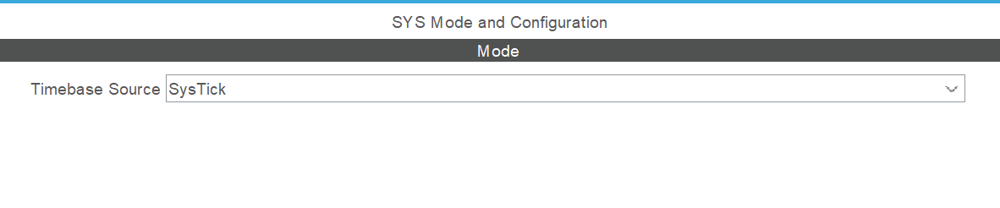 SYS Mode and Configuration
Mode
Timebase Source SysTick